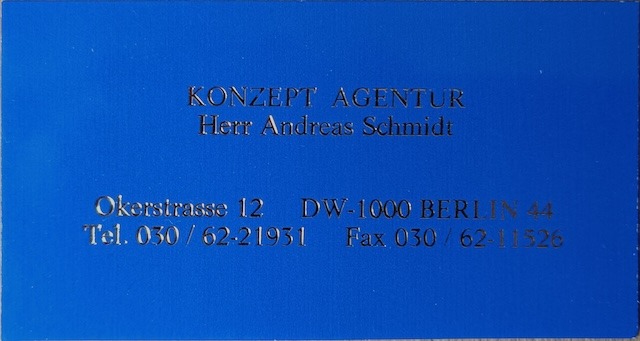 KONZEPT AGENTUR
Herr Andreas Schmidt
Okerstrasse 12 DW-1000 BERLIN 44
Tel. 030 / 62-21931 Fax 030 / 62-11526